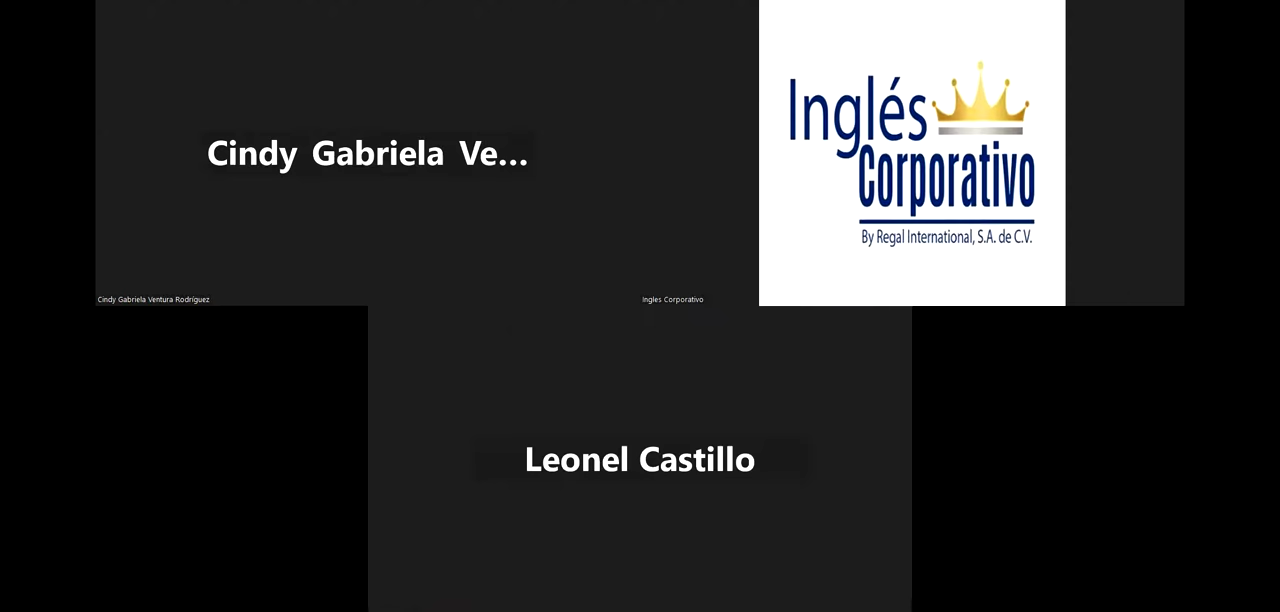 Cindy Gabriela Ve...
Inglés
Corporativo
By Regal International, S.A. de C.V.
Cindy Gabriela Ventura Rodríguez
Ingles Corporativo
Leonel Castillo